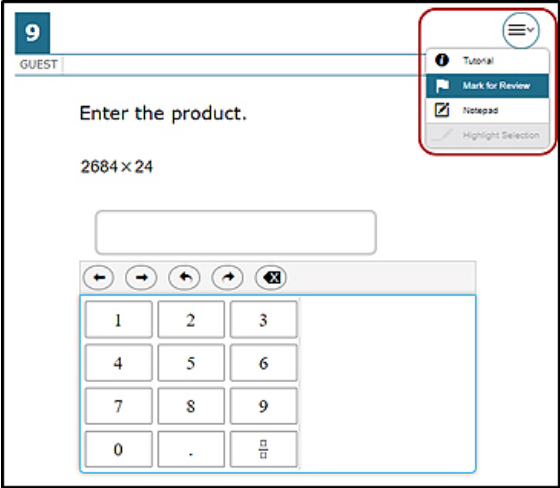 9
GUEST
Tutorial
Mark for Review
Notepad
Highlight Selection
Enter the product.
2684×24
1 2 3
4 5 6
7 8 9
0 .